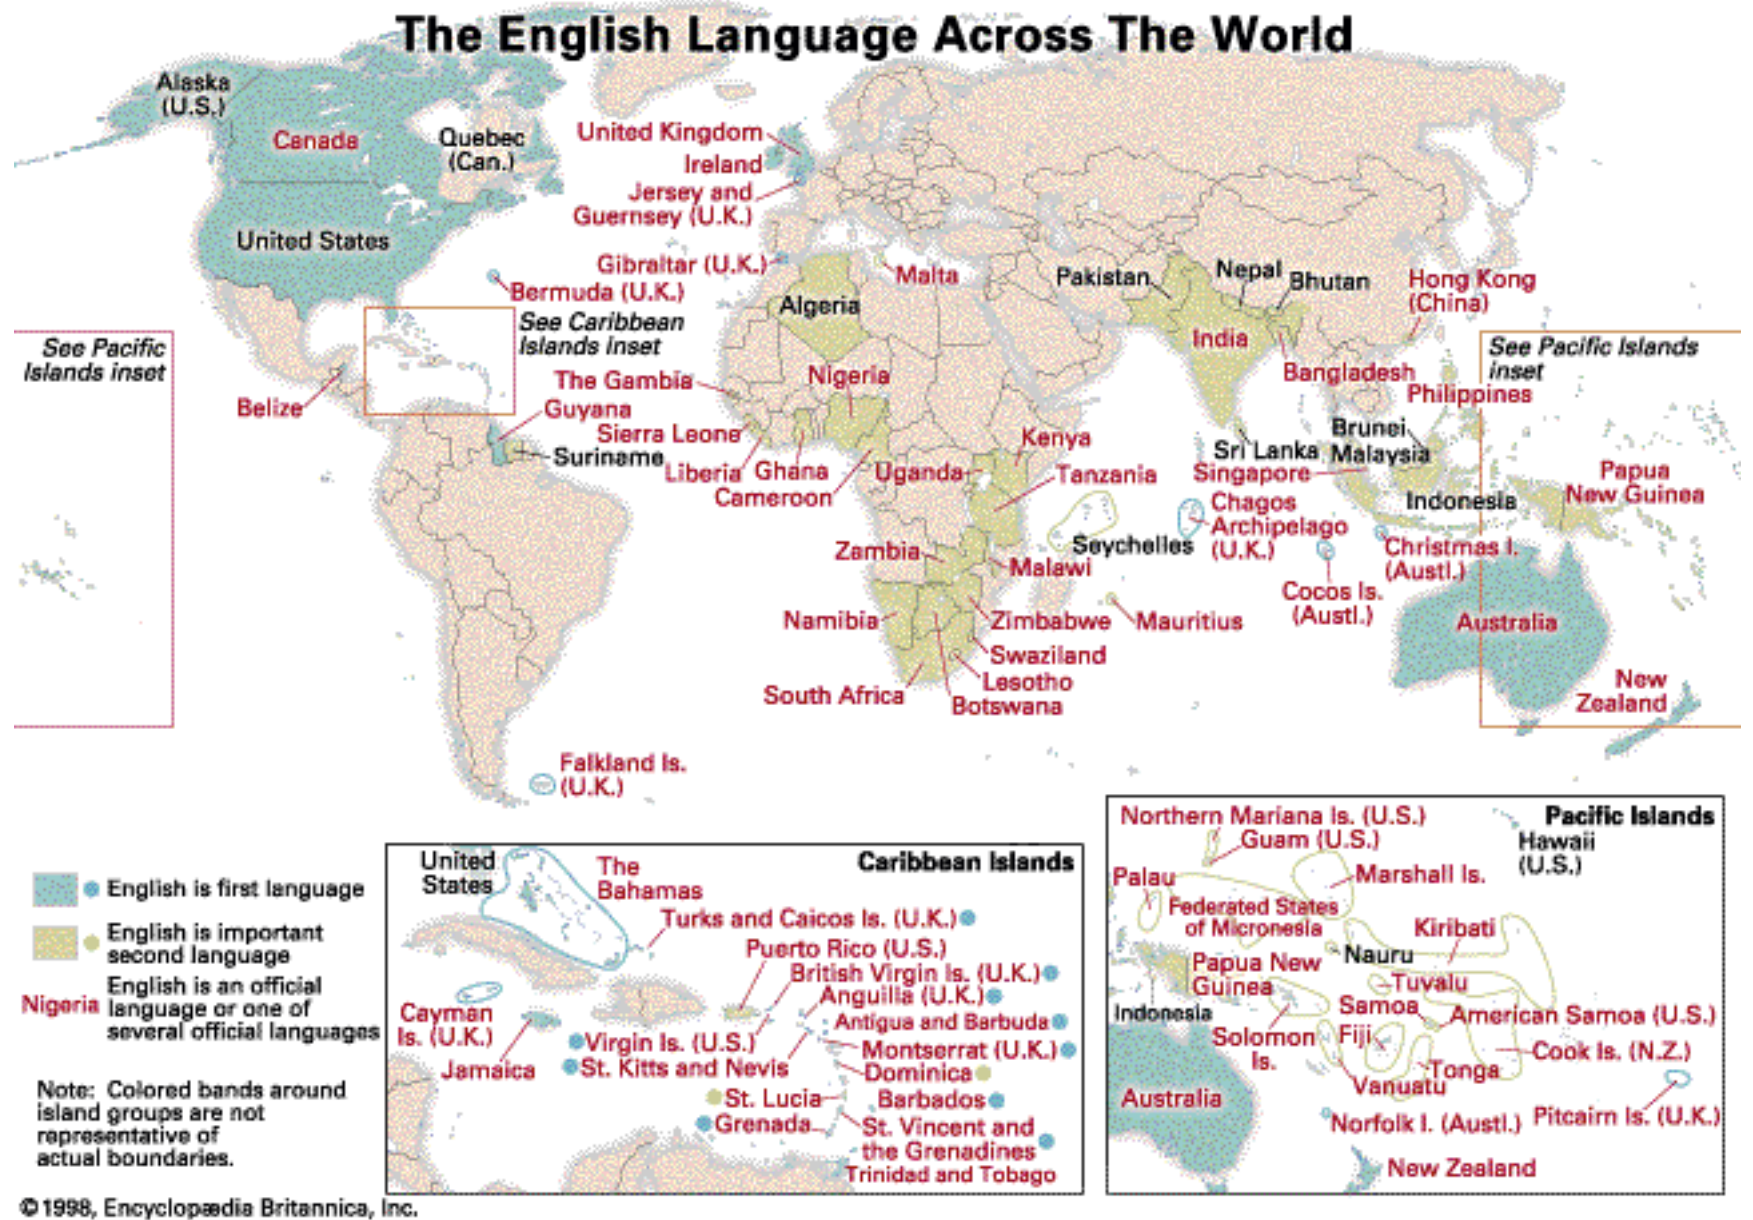 The English Language Across The World
Alaska
(U.S.)
Canada
Quebec
(Can.)
United States
United Kingdom
Ireland
Jersey and
Guernsey (U.K.)
Gibraltar (U.K.)
Bermuda (U.K.)
Malta
Algeria
Pakistan
Nepal
Bhutan
Hong Kong
(China)
India
Bangladesh
Philippines
See Pacific
Islands inset
See Caribbean
Islands inset
See Pacific Islands
inset
Belize
The Gambia
Guyana
Sierra Leone
Suriname
Liberia
Ghana
Cameroon
Nigeria
Uganda
Kenya
Tanzania
Sri Lanka
Brunei
Malaysia
Singapore
Indonesia
Papua
New Guinea
Chagos
Archipelago
(U.K.)
Seychelles
Christmas I.
(Austl.)
Cocos Is.
(Austl.)
Zambia
Malawi
Namibia
Zimbabwe
Mauritius
Swaziland
Lesotho
South Africa
Botswana
Australia
New
Zealand
Falkland Is.
(U.K.)
English is first language
English is important
second language
Nigeria
English is an official
language or one of
several official languages
Note: Colored bands around
island groups are not
representative of
actual boundaries.
©1998, Encyclopædia Britannica, Inc.
Caribbean Islands
United
States
The
Bahamas
Turks and Caicos Is. (U.K.)
Puerto Rico (U.S.)
British Virgin Is. (U.K.)
Anguilla (U.K.)
Antigua and Barbuda
Cayman
Is. (U.K.)
Jamaica
Virgin Is. (U.S.)
St. Kitts and Nevis
Montserrat (U.K.)
Dominica
St. Lucia
Barbados
Grenada
St. Vincent and
the Grenadines
Trinidad and Tobago
Pacific Islands
Northern Mariana Is. (U.S.)
Guam (U.S.)
Hawaii
(U.S.)
Palau
Marshall Is.
Federated States
of Micronesia
Kiribati
Nauru
Papua New
Guinea
Tuvalu
Indonesia
Samoa
American Samoa (U.S.)
Solomon
Is.
Fiji
Cook Is. (N.Z.)
Tonga
Vanuatu
Australia
Norfolk I. (Austl.)
Pitcairn Is. (U.K.)
New Zealand